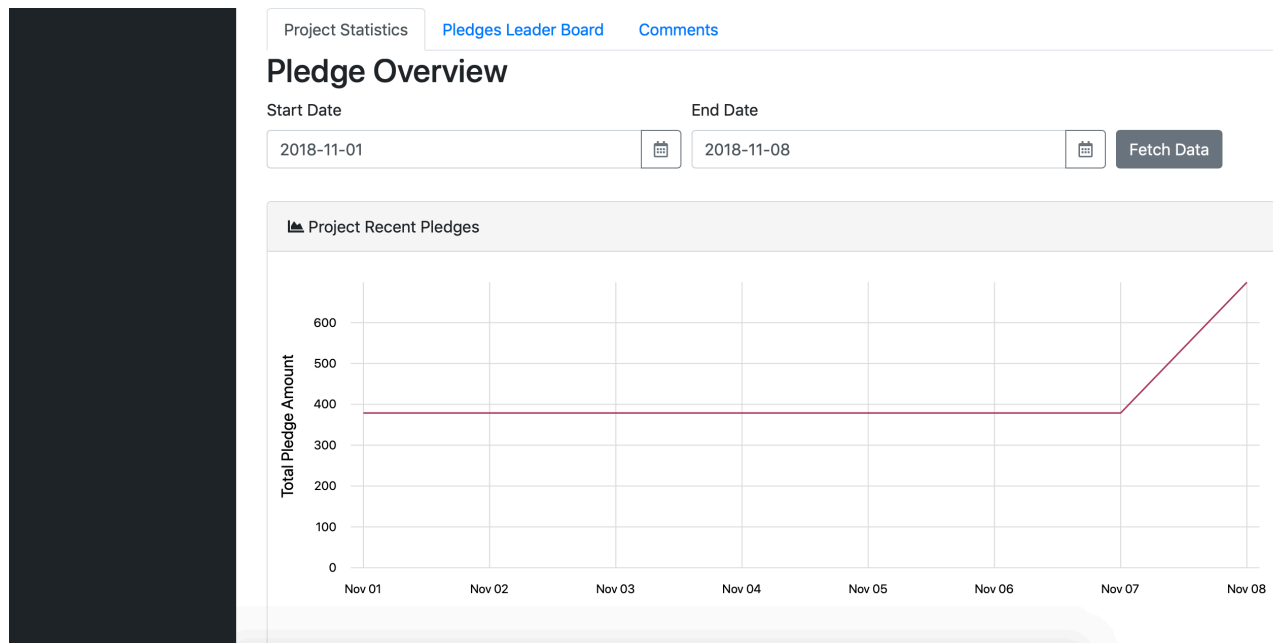 Project Statistics Pledges Leader Board Comments
Pledge Overview
Start Date End Date
2018-11-01 2018-11-08 Fetch Data
Project Recent Pledges
Total Pledge Amount
600
500
400
300
200
100
0
Nov 01 Nov 02 Nov 03 Nov 04 Nov 05 Nov 06 Nov 07 Nov 08